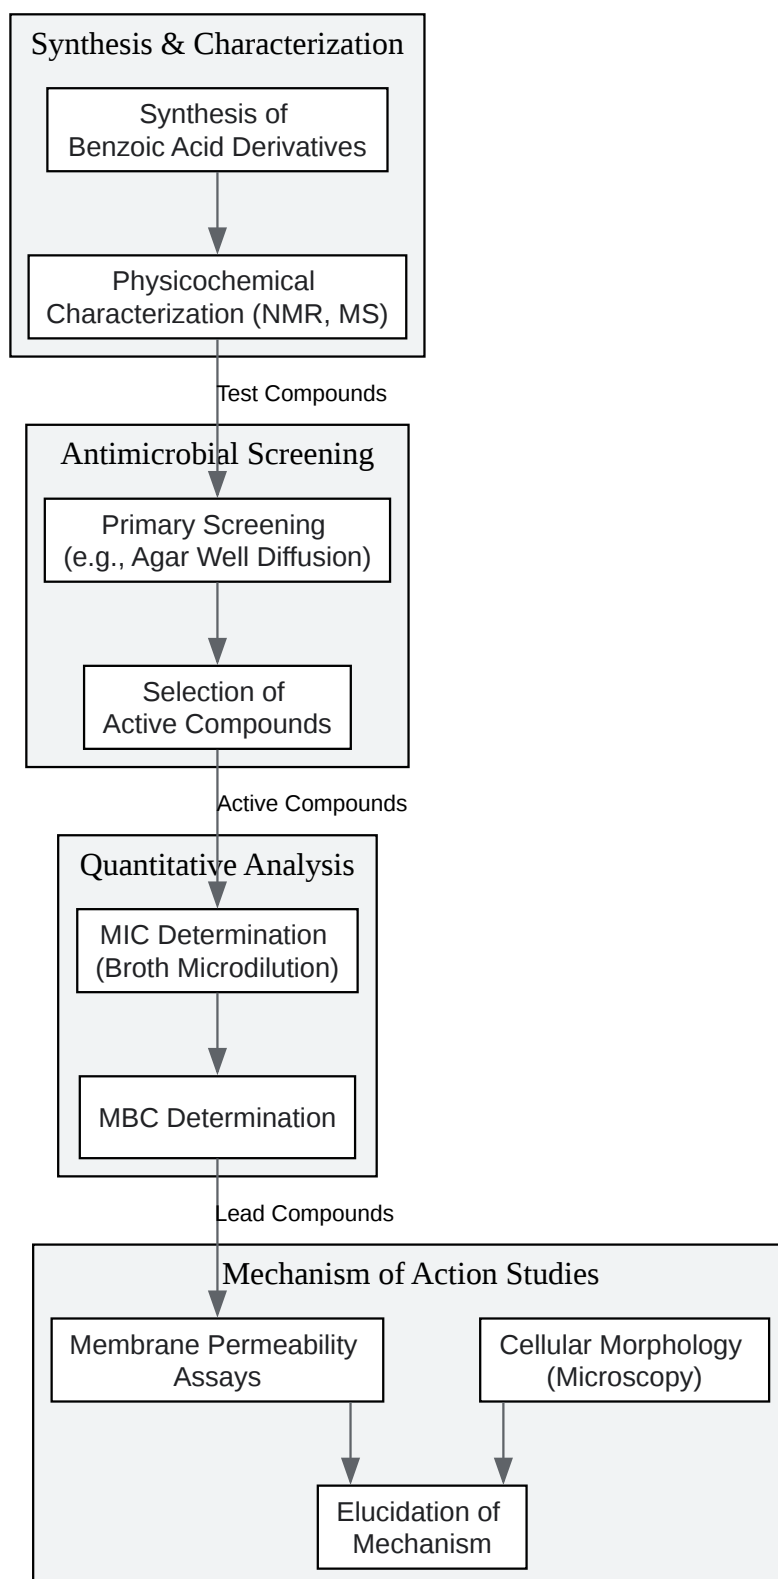 Synthesis & Characterization
Synthesis of
Benzoic Acid Derivatives
Physicochemical
Characterization (NMR, MS)
Test Compounds
Antimicrobial Screening
Primary Screening
(e.g., Agar Well Diffusion)
Selection of
Active Compounds
Active Compounds
Quantitative Analysis
MIC Determination
(Broth Microdilution)
MBC Determination
Lead Compounds
Mechanism of Action Studies
Membrane Permeability
Assays
Cellular Morphology
(Microscopy)
Elucidation of
Mechanism